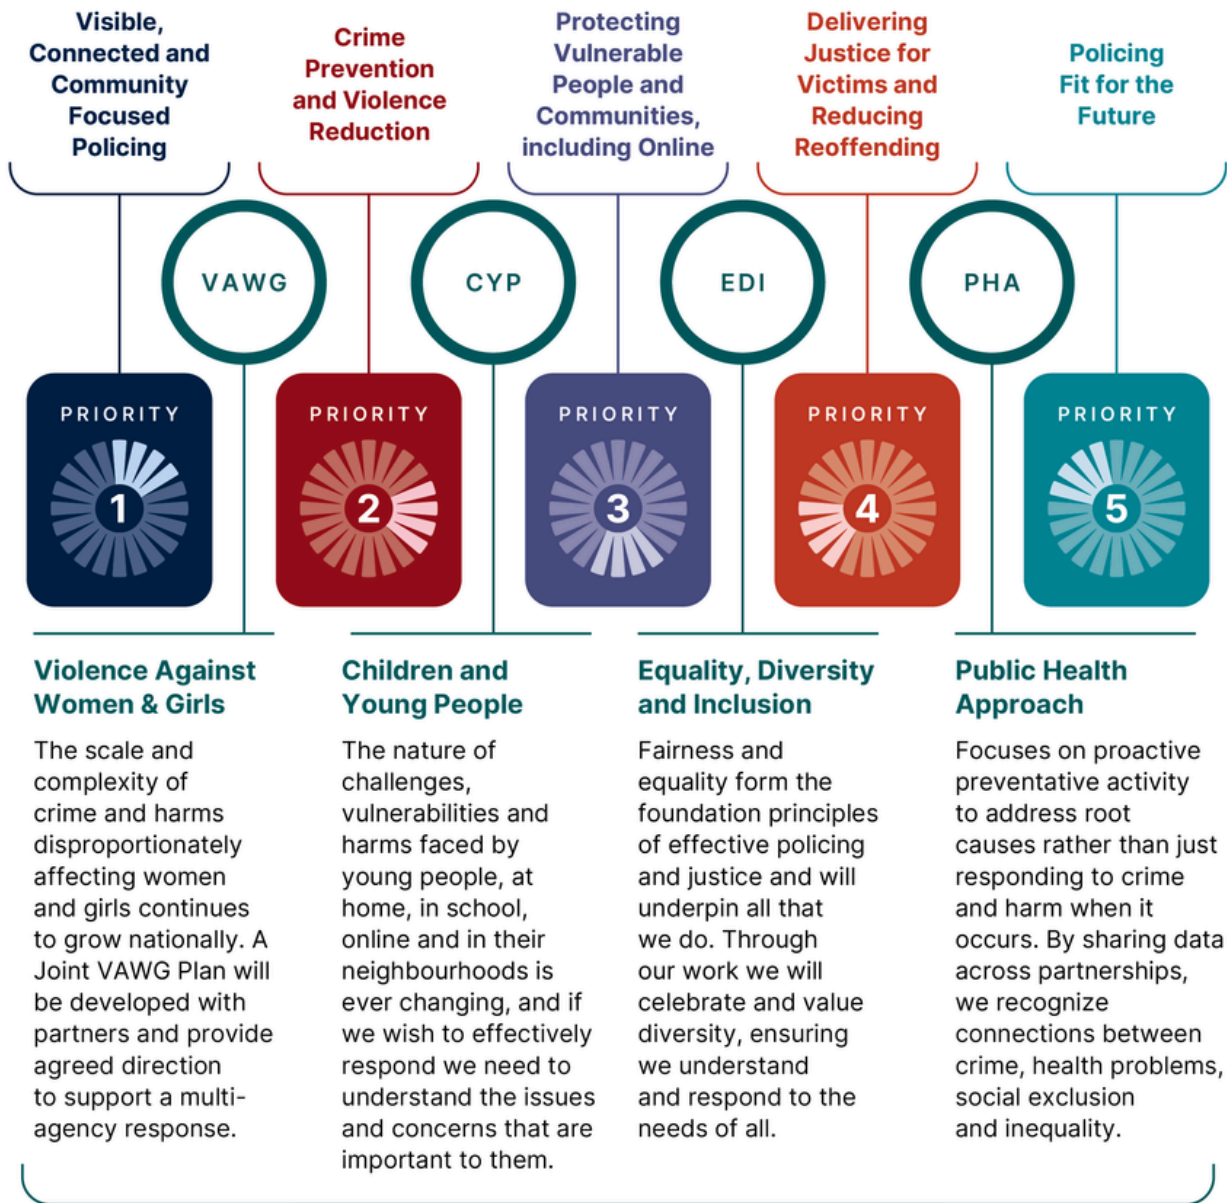 Visible,
Connected and
Community
Focused
Policing
Crime
Prevention
and Violence
Reduction
Protecting
Vulnerable
People and
Communities,
including Online
Delivering
Justice for
Victims and
Reducing
Reoffending
Policing
Fit for the
Future
VAWG
CYP
EDI
PHA
PRIORITY
1
PRIORITY
2
PRIORITY
3
PRIORITY
4
PRIORITY
5
Violence Against
Women & Girls
The scale and
complexity of
crime and harms
disproportionately
affecting women
and girls continues
to grow nationally. A
Joint VAWG Plan will
be developed with
partners and provide
agreed direction
to support a multi-
agency response.
Children and
Young People
The nature of
challenges,
vulnerabilities and
harms faced by
young people, at
home, in school,
online and in their
neighbourhoods is
ever changing, and if
we wish to effectively
respond we need to
understand the issues
and concerns that are
important to them.
Equality, Diversity
and Inclusion
Fairness and
equality form the
foundation principles
of effective policing
and justice and will
underpin all that
we do. Through
our work we will
celebrate and value
diversity, ensuring
we understand
and respond to the
needs of all.
Public Health
Approach
Focuses on proactive
preventative activity
to address root
causes rather than just
responding to crime
and harm when it
occurs. By sharing data
across partnerships,
we recognize
connections between
crime, health problems,
social exclusion
and inequality.